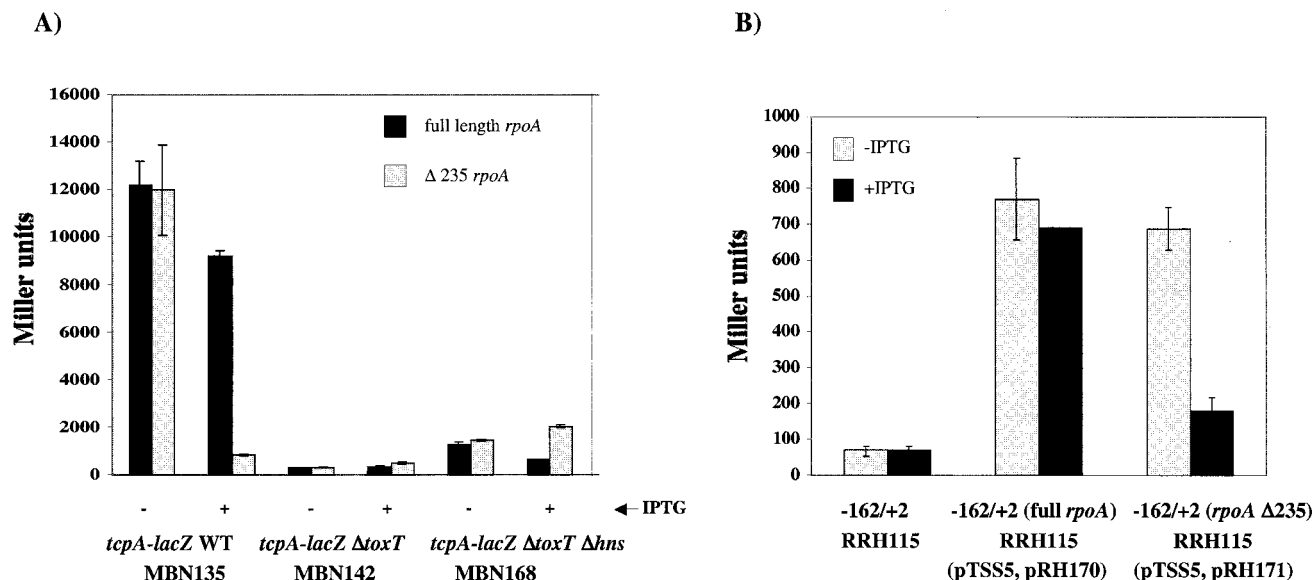 A)
Miller units
16000
14000
12000
10000
8000
6000
4000
2000
0
full length rpoA
Δ 235 rpoA
- + - + - + ← IPTG
tcpA-lacZ WT tcpA-lacZ ΔtoxT tcpA-lacZ ΔtoxT Δhns
MBN135 MBN142 MBN168
B)
Miller units
1000
900
800
700
600
500
400
300
200
100
0
-IPTG
+IPTG
-162/+2 -162/+2 (full rpoA) -162/+2 (rpoA Δ235)
RRH115 RRH115 RRH115
(pTSS5, pRH170) (pTSS5, pRH171)